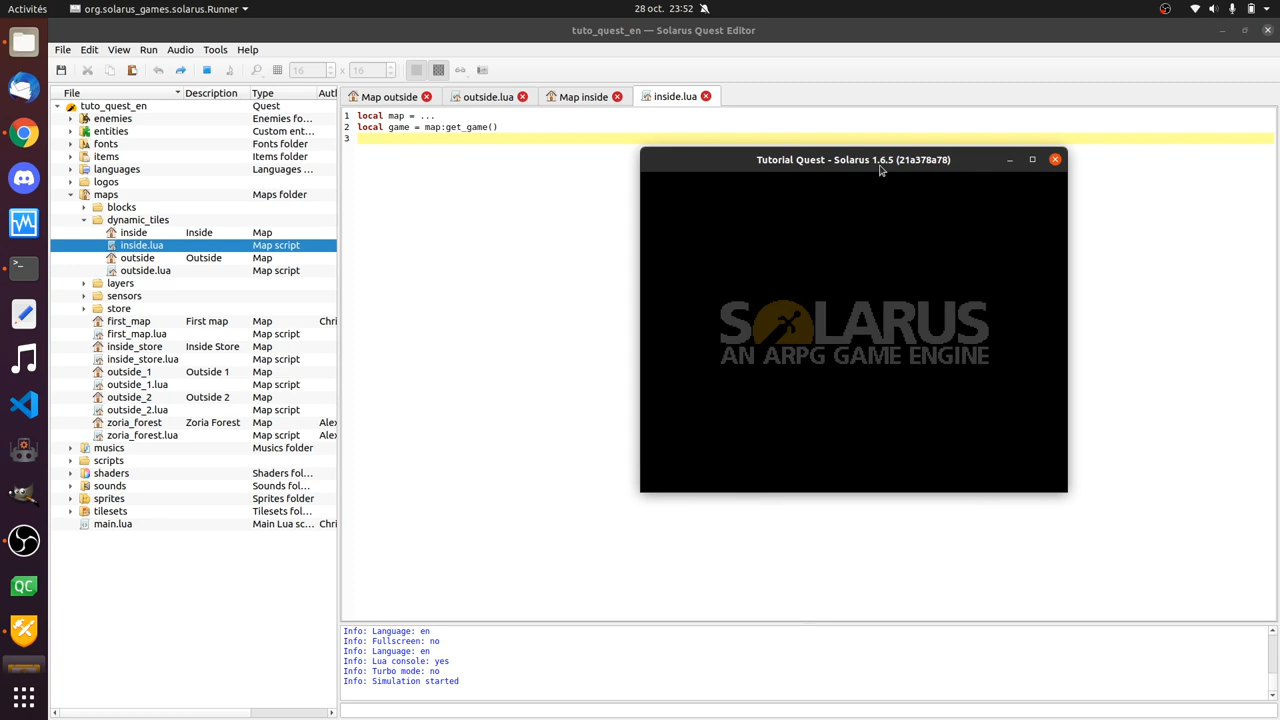 Activités
org.solarus_games.solarus.Runner
28 oct. 23:52
tuto_quest_en — Solarus Quest Editor
File Edit View Run Audio Tools Help
16 x 16
File Description Type Autl
tuto_quest_en Quest
enemies Enemies fo...
entities Custom ent...
fonts Fonts folder
items Items folder
languages Languages ...
logos
maps Maps folder
blocks
dynamic_tiles
inside Inside Map
inside.lua Map script
outside Outside Map
outside.lua Map script
layers
sensors
store
first_map First map Map Chri
first_map.lua Map script
inside_store Inside Store Map
inside_store.lua Map script
outside_1 Outside 1 Map
outside_1.lua Map script
outside_2 Outside 2 Map
outside_2.lua Map script
zoria_forest Zoria Forest Map Alex
zoria_forest.lua Map script Alex
musics Musics folder
scripts
shaders Shaders fol...
sounds Sounds fol...
sprites Sprites folder
tilesets Tilesets fol...
main.lua Main Lua sc... Chri
Map outside
outside.lua
Map inside
inside.lua
1 local map = ...
2 local game = map:get_game()
3
Tutorial Quest - Solarus 1.6.5 (21a378a78)
SOLARUS
AN ARPG GAME ENGINE
Info: Language: en
Info: Fullscreen: no
Info: Language: en
Info: Lua console: yes
Info: Turbo mode: no
Info: Simulation started
QC